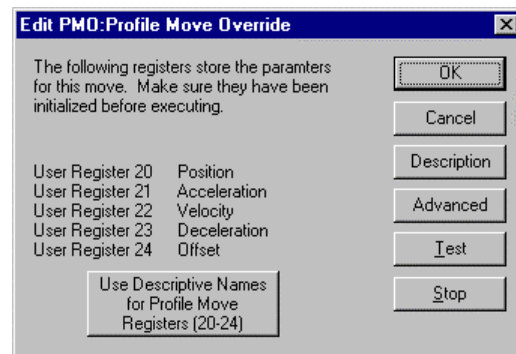 Edit PMO:Profile Move Override
The following registers store the paramters
for this move. Make sure they have been
initialized before executing.
User Register 20 Position
User Register 21 Acceleration
User Register 22 Velocity
User Register 23 Deceleration
User Register 24 Offset
Use Descriptive Names
for Profile Move
Registers (20-24)
OK
Cancel
Description
Advanced
Test
Stop